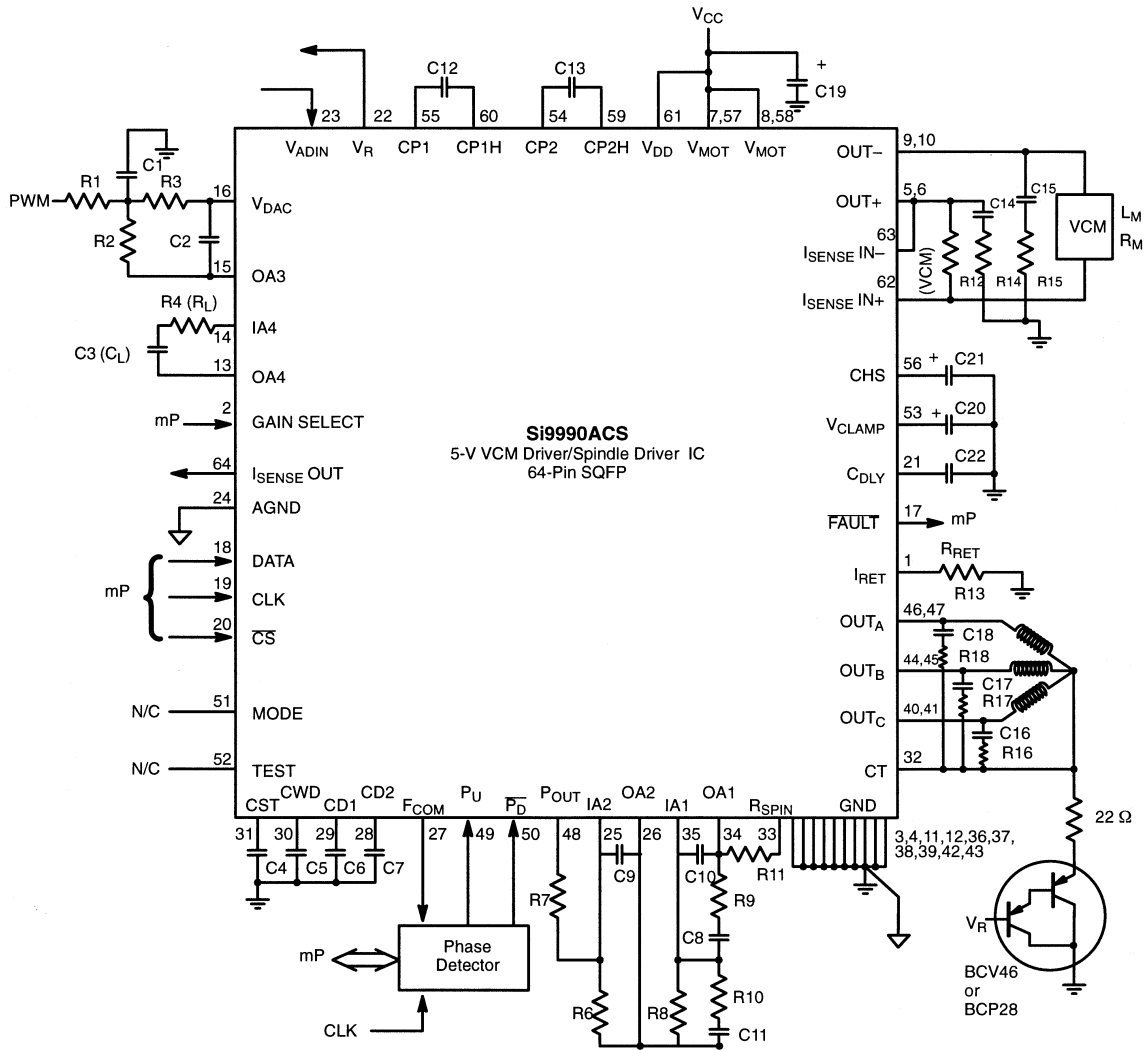 VCC
C12
C13
+
C19
23
22
55
60
54
59
61
7,57
8,58
VADIN
VR
CP1
CP1H
CP2
CP2H
VDD
VMOT
VMOT
C1
PWM
R1
R3
R2
C2
16
VDAC
15
OA3
R4 (RL)
14
IA4
C3 (CL)
13
OA4
mP
2
GAIN SELECT
64
ISENSE OUT
24
AGND
mP
18
DATA
19
CLK
20
CS
N/C
51
MODE
N/C
52
TEST
Si9990ACS
5-V VCM Driver/Spindle Driver IC
64-Pin SQFP
OUT–
9,10
OUT+
5,6
63
ISENSE IN–
62
ISENSE IN+
C14
C15
(VCM)
R12
R14
R15
VCM
LM
RM
CHS
56
+
C21
VCLAMP
53
+
C20
CDLY
21
C22
FAULT
17
mP
IRET
1
RRET
R13
OUTA
46,47
C18
R18
OUTB
44,45
C17
R17
OUTC
40,41
C16
R16
CT
32
CST
CWD
CD1
CD2
FCOM
PU
PD
POUT
IA2
OA2
IA1
OA1
RSPIN
GND
31
30
29
28
27
49
50
48
25
26
35
34
33
3,4,11,12,36,37,
38,39,42,43
C4
C5
C6
C7
C9
C10
R11
R7
R9
C8
R6
R8
R10
C11
mP
Phase
Detector
CLK
22 Ω
VR
BCV46
or
BCP28